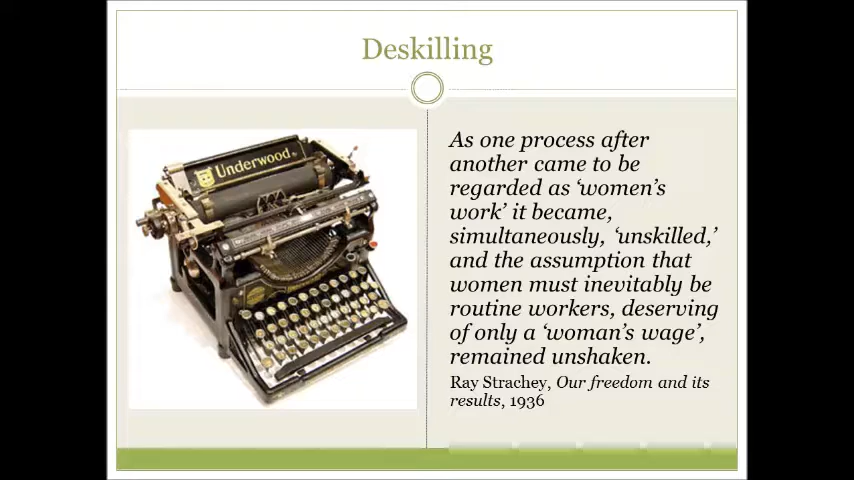 Deskilling
Underwood
As one process after
another came to be
regarded as ‘women’s
work’ it became,
simultaneously, ‘unskilled,’
and the assumption that
women must inevitably be
routine workers, deserving
of only a ‘woman’s wage’,
remained unshaken.
Ray Strachey, Our freedom and its
results, 1936